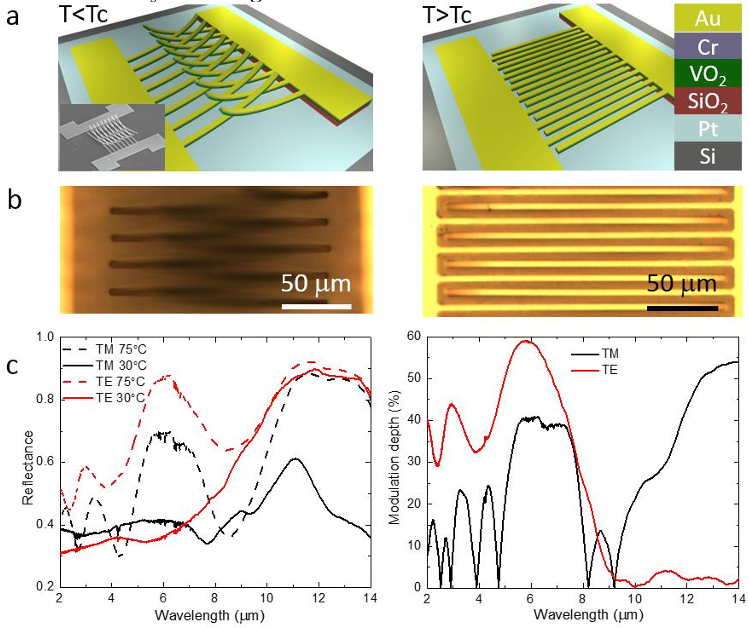 a
T<Tc
T>Tc
Au
Cr
VO₂
SiO₂
Pt
Si
b
50 μm
50 μm
c
TM 75°C
TM 30°C
TE 75°C
TE 30°C
1.0
0.8
0.6
0.4
0.2
Reflectance
2 4 6 8 10 12 14
Wavelength (μm)
TM
TE
60
50
40
30
20
10
0
Modulation depth (%)
2 4 6 8 10 12 14
Wavelength (μm)